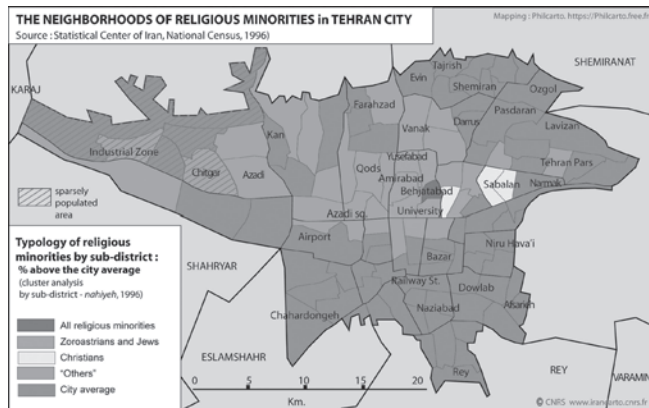 THE NEIGHBORHOODS OF RELIGIOUS MINORITIES in TEHRAN CITY
Source : Statistical Center of Iran, National Census, 1996)
Mapping : Philcarto. https://Philcarto.free.fr
SHEMIRANAT
KARAJ
Tajrish
Evin
Shemiran
Ozgol
Farahzad
Pasdaran
Kan
Vanak
Darrus
Lavizan
Industrial Zone
Yusefabad
Tehran Pars
Chitgar
Azadi
Qods
Amirabad
Sabalan
Narmak
Behjatabad
sparsely
populated
area
Azadi sq.
University
Airport
Niru Hava'i
Bazar
Typology of religious
minorities by sub-district :
% above the city average
(cluster analysis
by sub-district - nahiyeh, 1996)
SHAHRYAR
Railway St.
Dowlab
Chahardongeh
Naziabad
Afsarieh
All religious minorities
Zoroastrians and Jews
Christians
"Others"
City average
ESLAMSHAHR
Rey
REY
VARAMIN
0 5 10 15 20
Km.
© CNRS www.irancarto.cnrs.fr